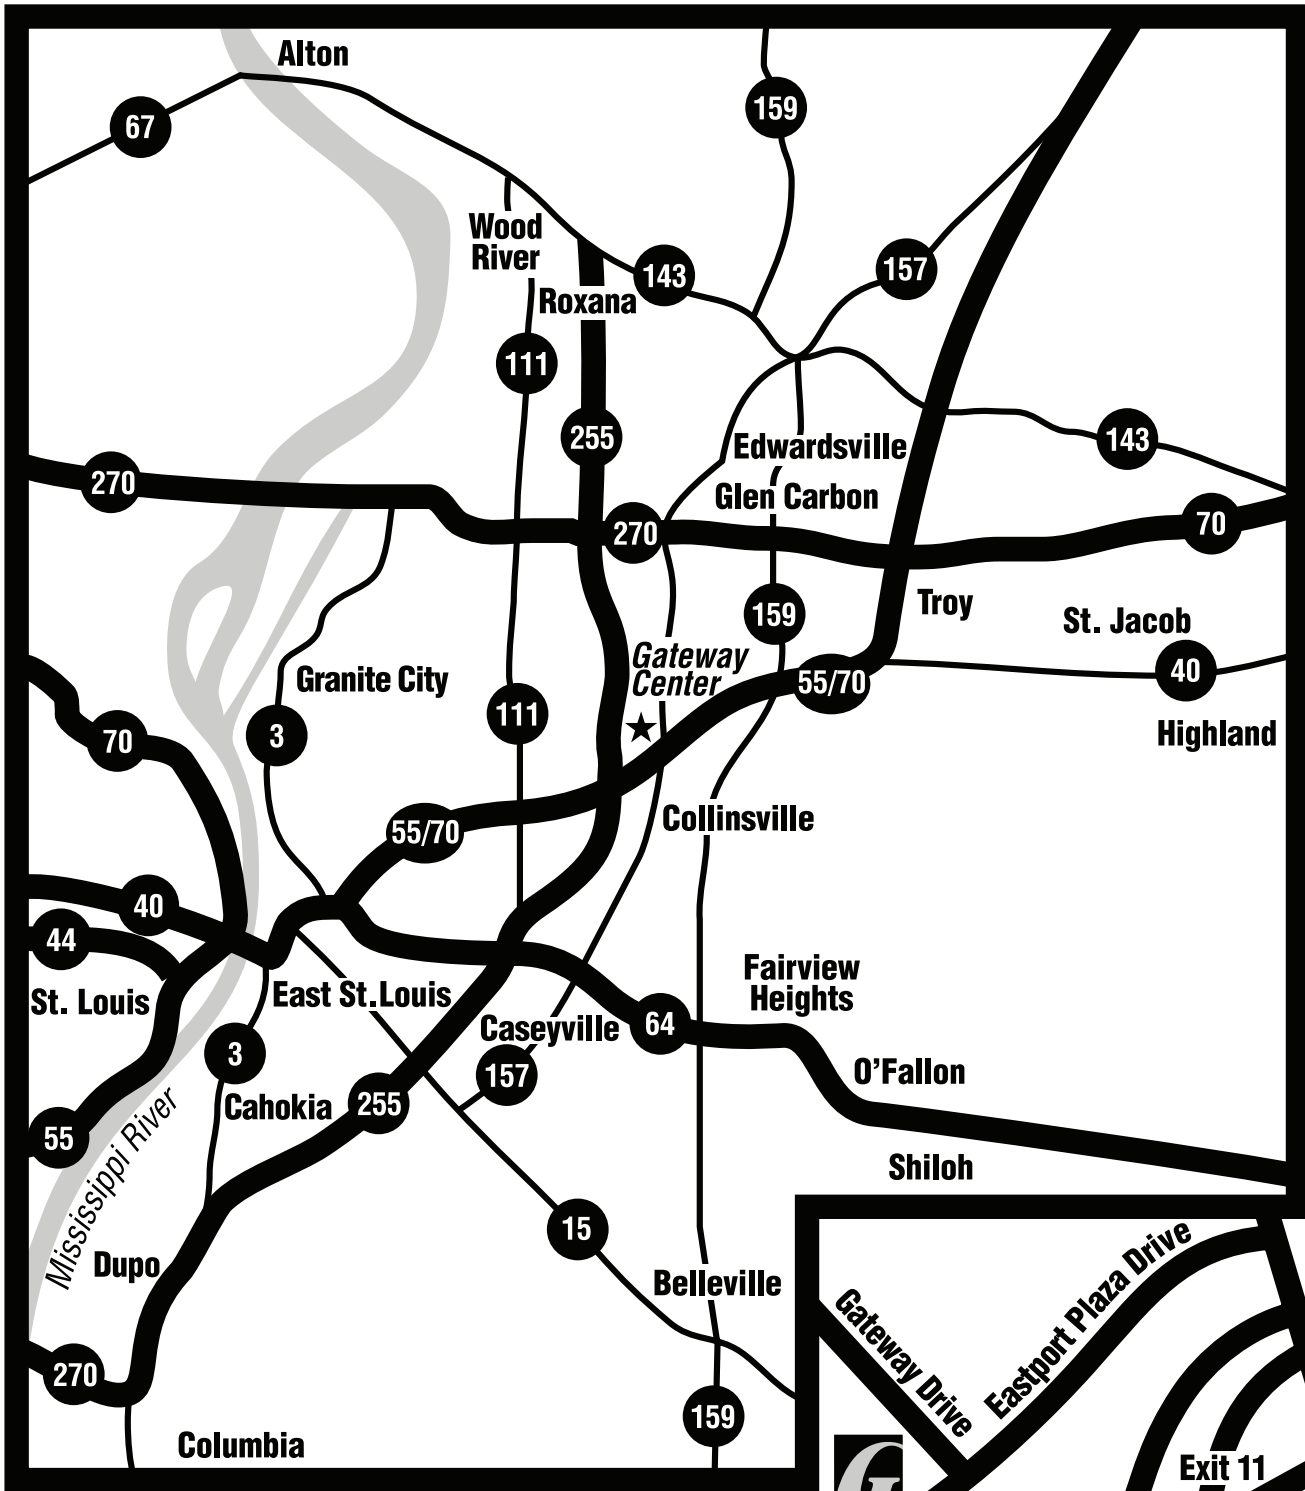 Alton
67
159
Wood
River
157
143
Roxana
111
255
143
Edwardsville
270
Glen Carbon
70
270
159
Troy
St. Jacob
Gateway
Center
40
Granite City
55/70
111
3
70
Highland
Collinsville
55/70
40
44
Fairview
Heights
St. Louis
East St.Louis
Caseyville
64
3
O'Fallon
157
Cahokia
255
55
Mississippi River
Shiloh
15
Dupo
Belleville
Gateway Drive
Eastport Plaza Drive
270
159
Columbia
Exit 11